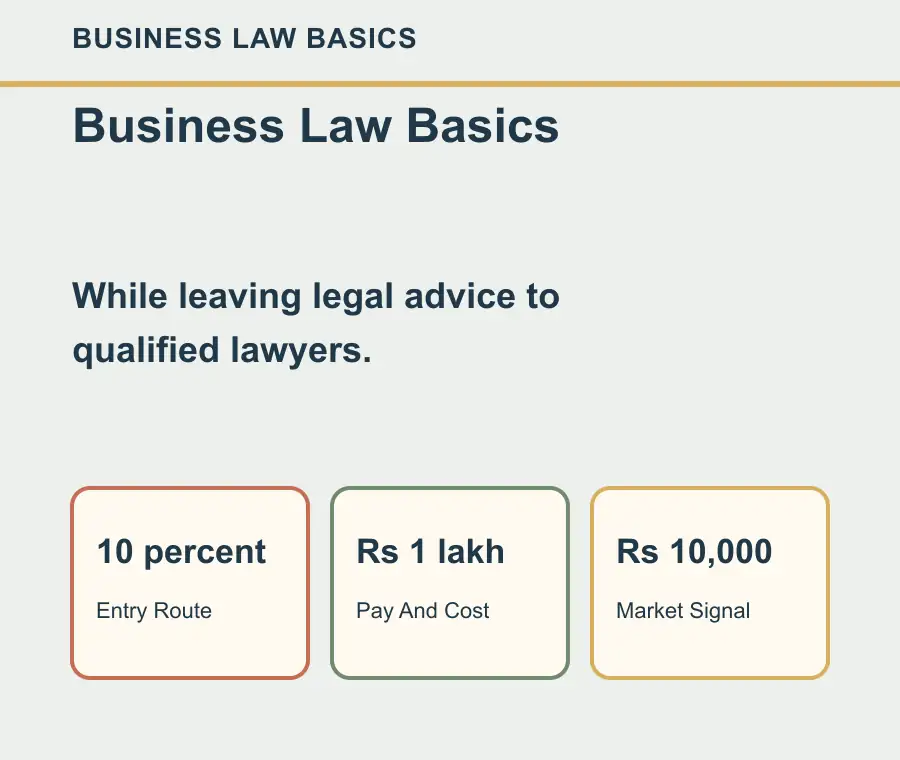 BUSINESS LAW BASICS
Business Law Basics
While leaving legal advice to
qualified lawyers.
10 percent
Entry Route
Rs 1 lakh
Pay And Cost
Rs 10,000
Market Signal